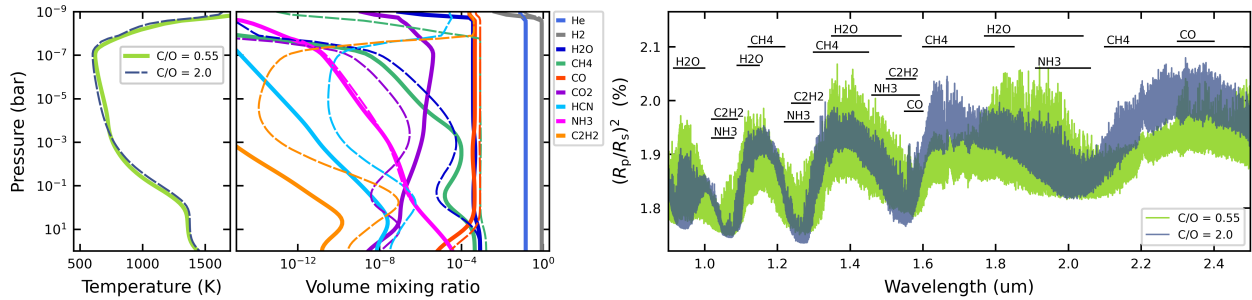 10⁻⁹
10⁻⁷
10⁻⁵
10⁻³
10⁻¹
10¹
Pressure (bar)
C/O = 0.55
C/O = 2.0
500
1000
1500
Temperature (K)
10⁻¹²
10⁻⁸
10⁻⁴
10⁰
Volume mixing ratio
He
H2
H2O
CH4
CO
CO2
HCN
NH3
C2H2
(Rₚ/Rₛ)² (%)
2.1
2.0
1.9
1.8
H2O
C2H2
NH3
CH4
H2O
C2H2
NH3
H2O
CH4
C2H2
NH3
CO
H2O
CH4
NH3
CO
CH4
C/O = 0.55
C/O = 2.0
1.0
1.2
1.4
1.6
1.8
2.0
2.2
2.4
Wavelength (um)